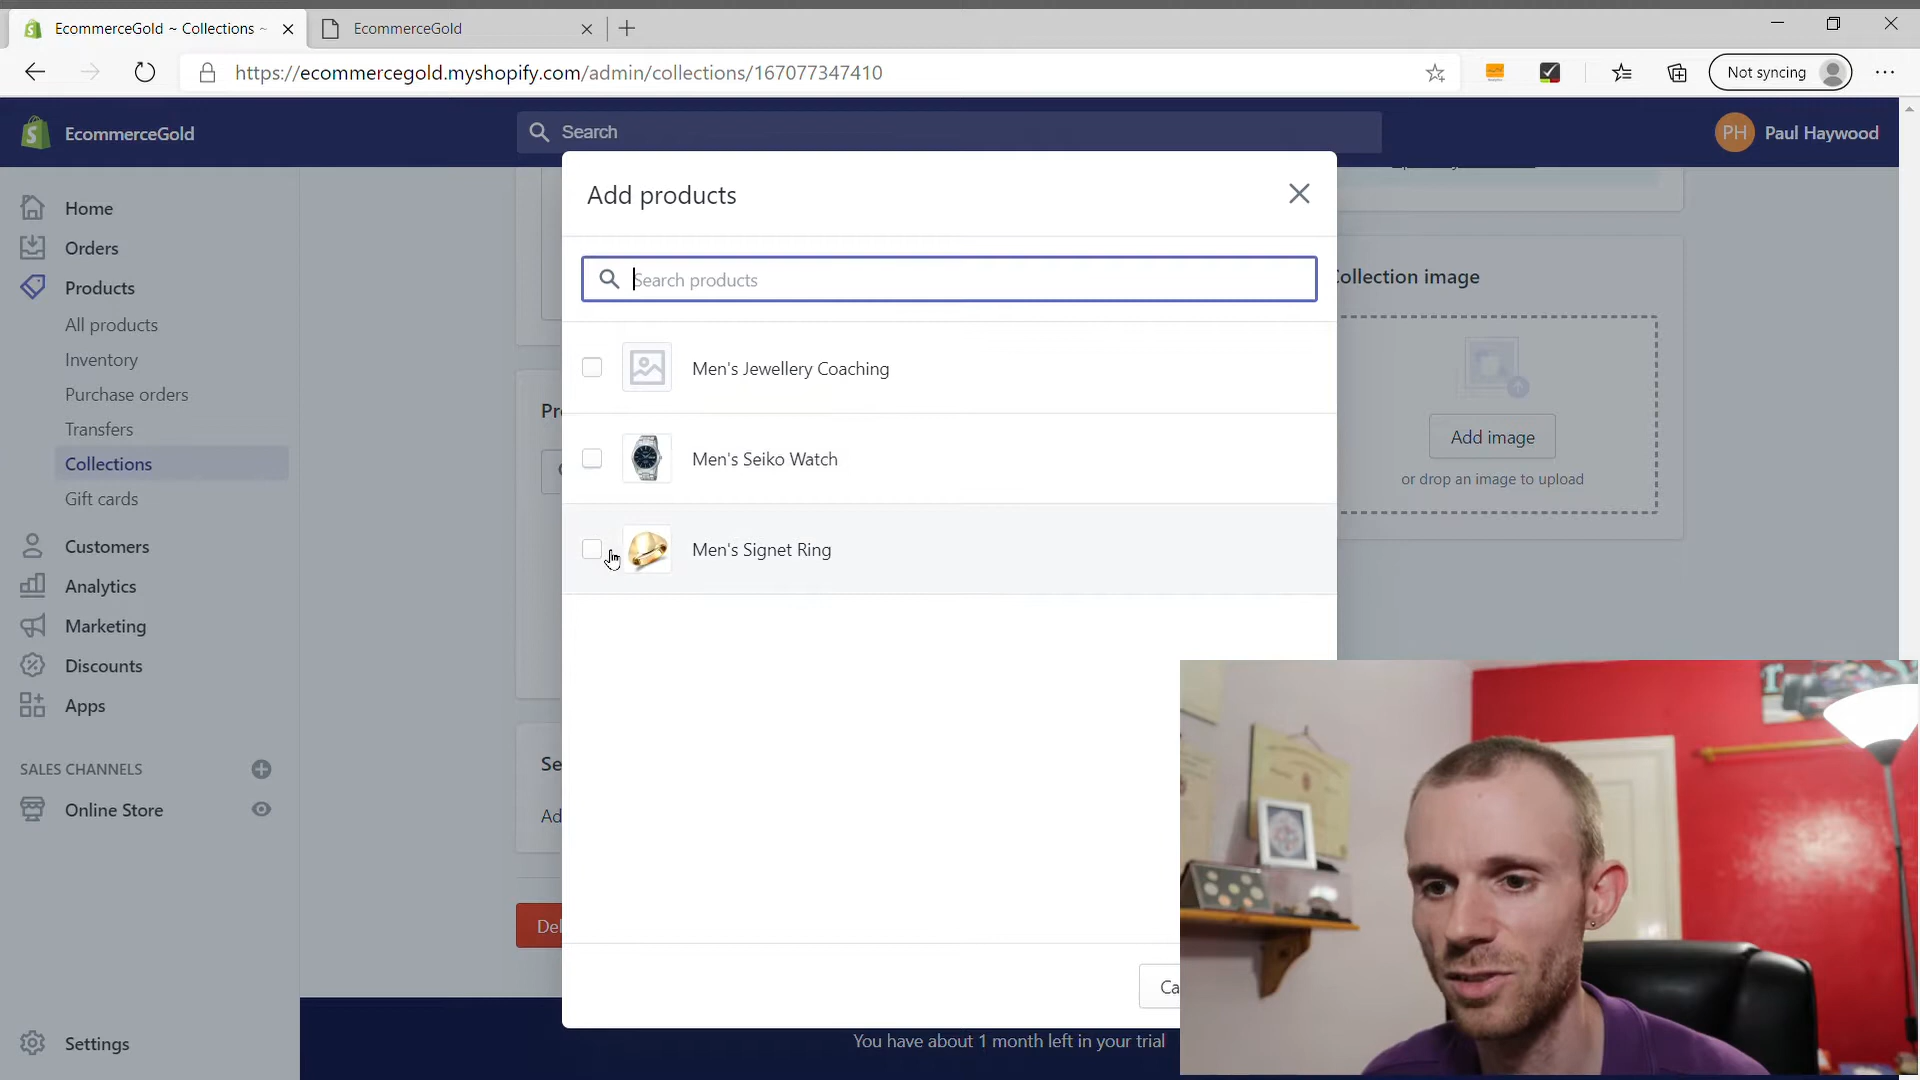 EcommerceGold ~ Collections ~
EcommerceGold
https://ecommercegold.myshopify.com/admin/collections/167077347410
Not syncing
EcommerceGold
Search
PH
Paul Haywood
Home
Orders
Products
All products
Inventory
Purchase orders
Transfers
Collections
Gift cards
Customers
Analytics
Marketing
Discounts
Apps
SALES CHANNELS
Online Store
Settings
Add products
Search products
Men's Jewellery Coaching
Men's Seiko Watch
Men's Signet Ring
Ca
Pr
Se
Ad
Del
ollection image
Add image
or drop an image to upload
You have about 1 month left in your trial